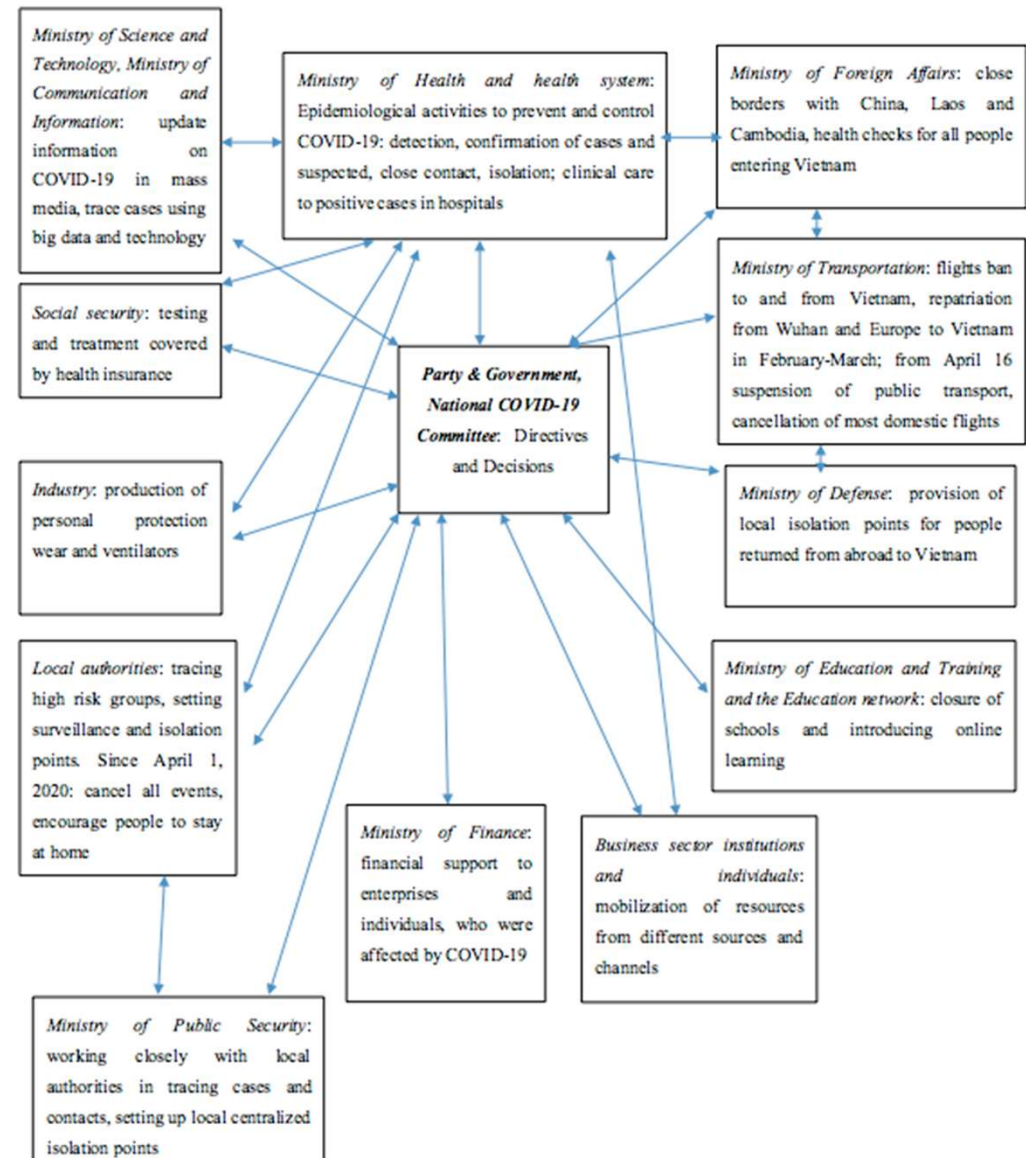 Ministry of Science and
Technology, Ministry of
Communication and
Information: update
information on
COVID-19 in mass
media, trace cases using
big data and technology
Ministry of Health and health system:
Epidemiological activities to prevent and control
COVID-19: detection, confirmation of cases and
suspected, close contact, isolation; clinical care
to positive cases in hospitals
Ministry of Foreign Affairs: close
borders with China, Laos and
Cambodia, health checks for all people
entering Vietnam
Social security: testing
and treatment covered
by health insurance
Party & Government,
National COVID-19
Committee: Directives
and Decisions
Ministry of Transportation: flights ban
to and from Vietnam, repatriation
from Wuhan and Europe to Vietnam
in February-March; from April 16
suspension of public transport,
cancellation of most domestic flights
Industry: production of
personal protection
wear and ventilators
Ministry of Defense: provision of
local isolation points for people
returned from abroad to Vietnam
Local authorities: tracing
high risk groups, setting
surveillance and isolation
points. Since April 1,
2020: cancel all events,
encourage people to stay
at home
Ministry of Education and Training
and the Education network: closure of
schools and introducing online
learning
Ministry of Finance:
financial support to
enterprises and
individuals, who were
affected by COVID-19
Business sector institutions
and individuals:
mobilization of resources
from different sources and
channels
Ministry of Public Security:
working closely with local
authorities in tracing cases and
contacts, setting up local centralized
isolation points